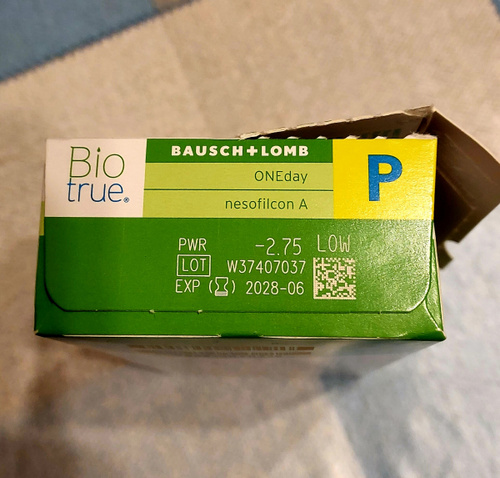 Bio
true®
BAUSCH+LOMB
ONEday
nesofilcon A
P
PWR -2.75 LOW
LOT W37407037
EXP 2028-06